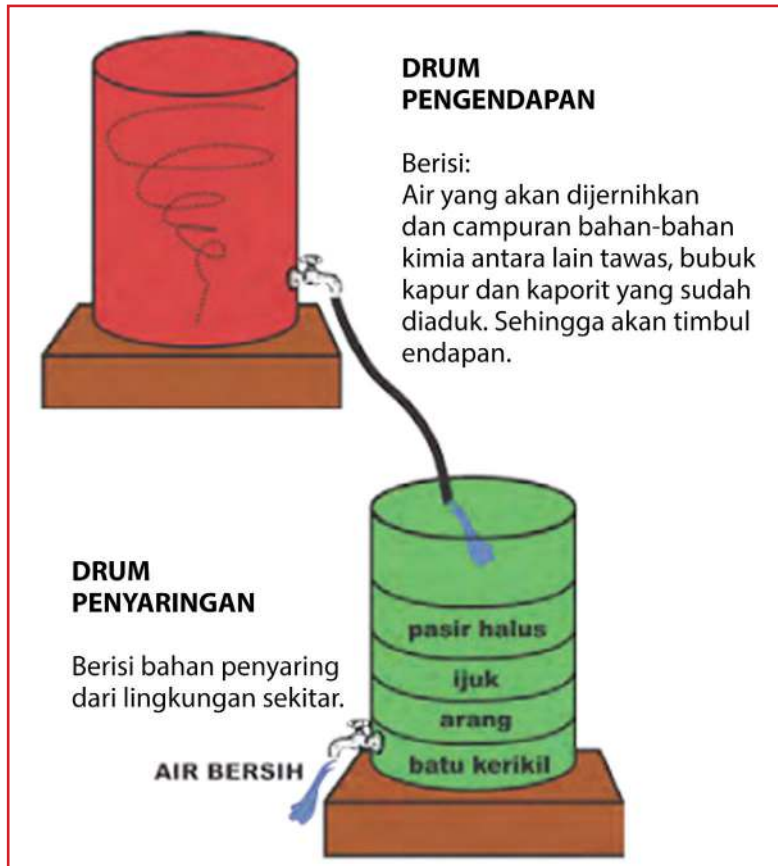 DRUM
PENGENDAPAN
Berisi:
Air yang akan dijernihkan
dan campuran bahan-bahan
kimia antara lain tawas, bubuk
kapur dan kaporit yang sudah
diaduk. Sehingga akan timbul
endapan.
DRUM
PENYARINGAN
Berisi bahan penyaring
dari lingkungan sekitar.
AIR BERSIH
pasir halus
ijuk
arang
batu kerikil